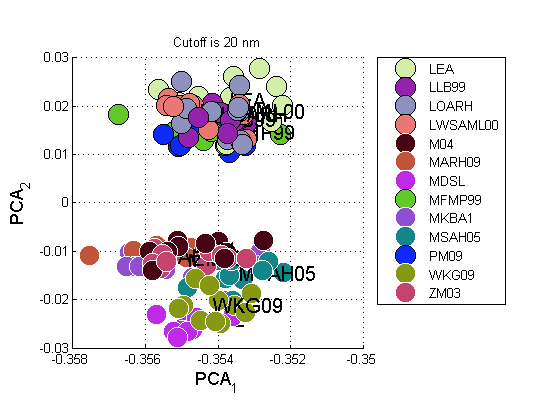 Cutoff is 20 nm
PCA2
0.03
0.02
0.01
0
-0.01
-0.02
-0.03
-0.358
-0.356
-0.354
-0.352
-0.35
PCA1
WKG09
LEA
LLB99
LOARH
LWSAML00
M04
MARH09
MDSL
MFMP99
MKBA1
MSAH05
PM09
WKG09
ZM03